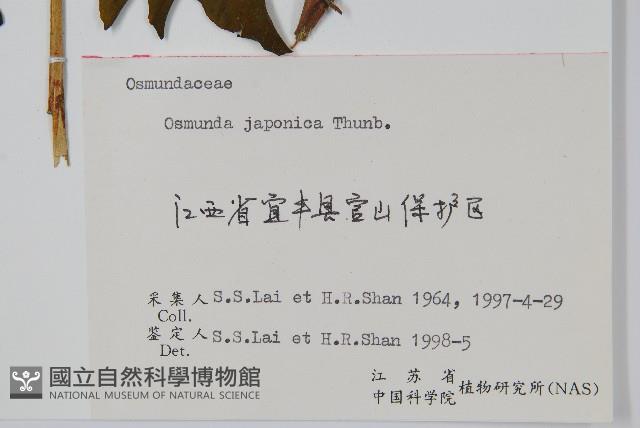 Osmundaceae
Osmunda japonica Thunb.
江西省宜丰县官山保护区
采集人 S.S.Lai et H.R.Shan 1964, 1997-4-29
Coll.
鉴定人 S.S.Lai et H.R.Shan 1998-5
Det.
江苏省
中国科学院 植物研究所(NAS)
國立自然科學博物館
NATIONAL MUSEUM OF NATURAL SCIENCE